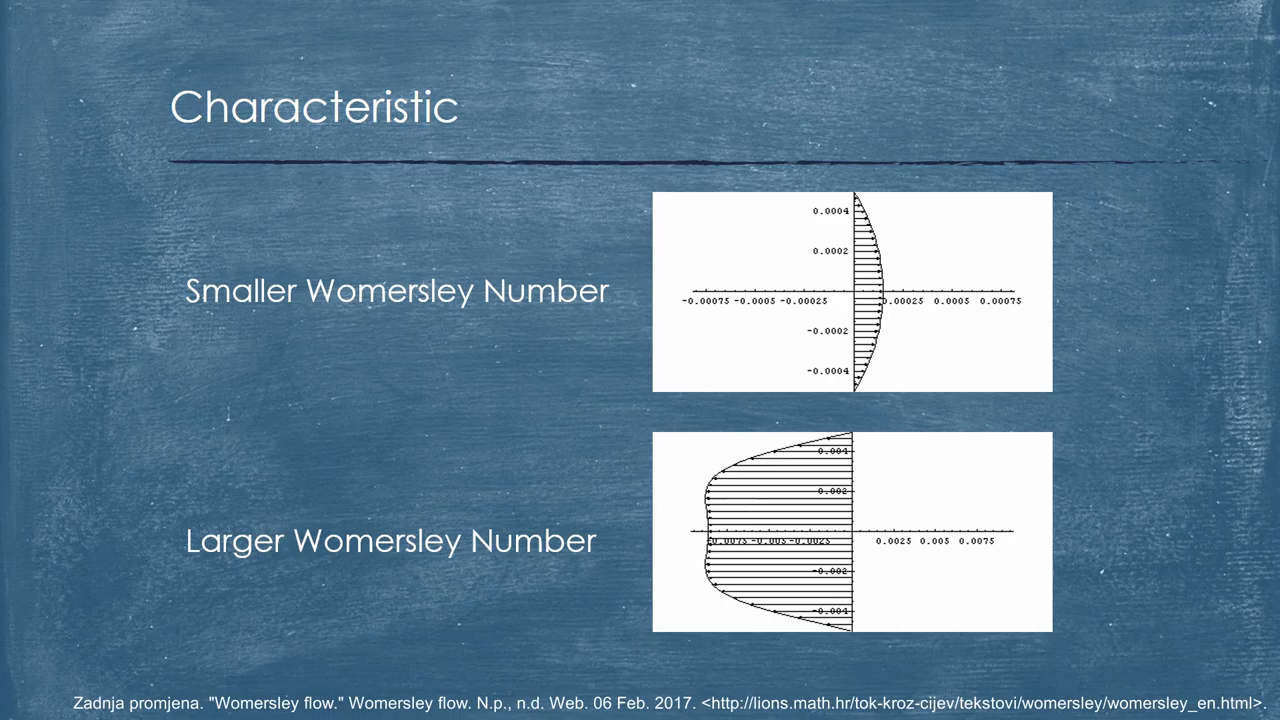 Characteristic
Smaller Womersley Number
0.0004
0.0002
-0.00075 -0.0005 -0.00025 0.00025 0.0005 0.00075
-0.0002
-0.0004
Larger Womersley Number
0.004
0.002
-0.0075 -0.005 -0.0025 0.0025 0.005 0.0075
-0.002
-0.004
Zadnja promjena. "Womersley flow." Womersley flow. N.p., n.d. Web. 06 Feb. 2017. <http://lions.math.hr/tok-kroz-cijev/tekstovi/womersley/womersley_en.html>.